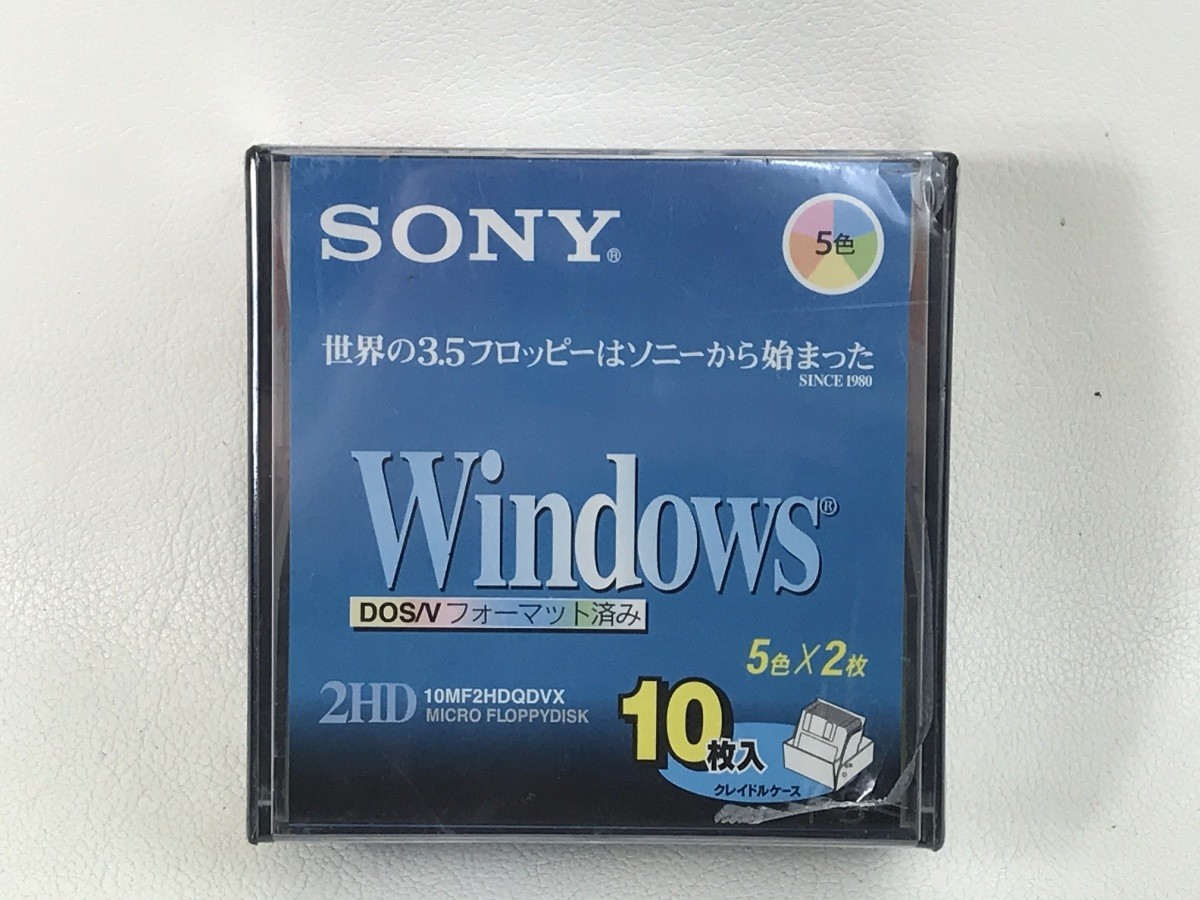 SONY®
5色
世界の3.5フロッピーはソニーから始まった
SINCE 1980
Windows®
DOS/Vフォーマット済み
5色X2枚
2HD 10MF2HDQDVX
MICRO FLOPPYDISK
10枚入
クレイドルケース